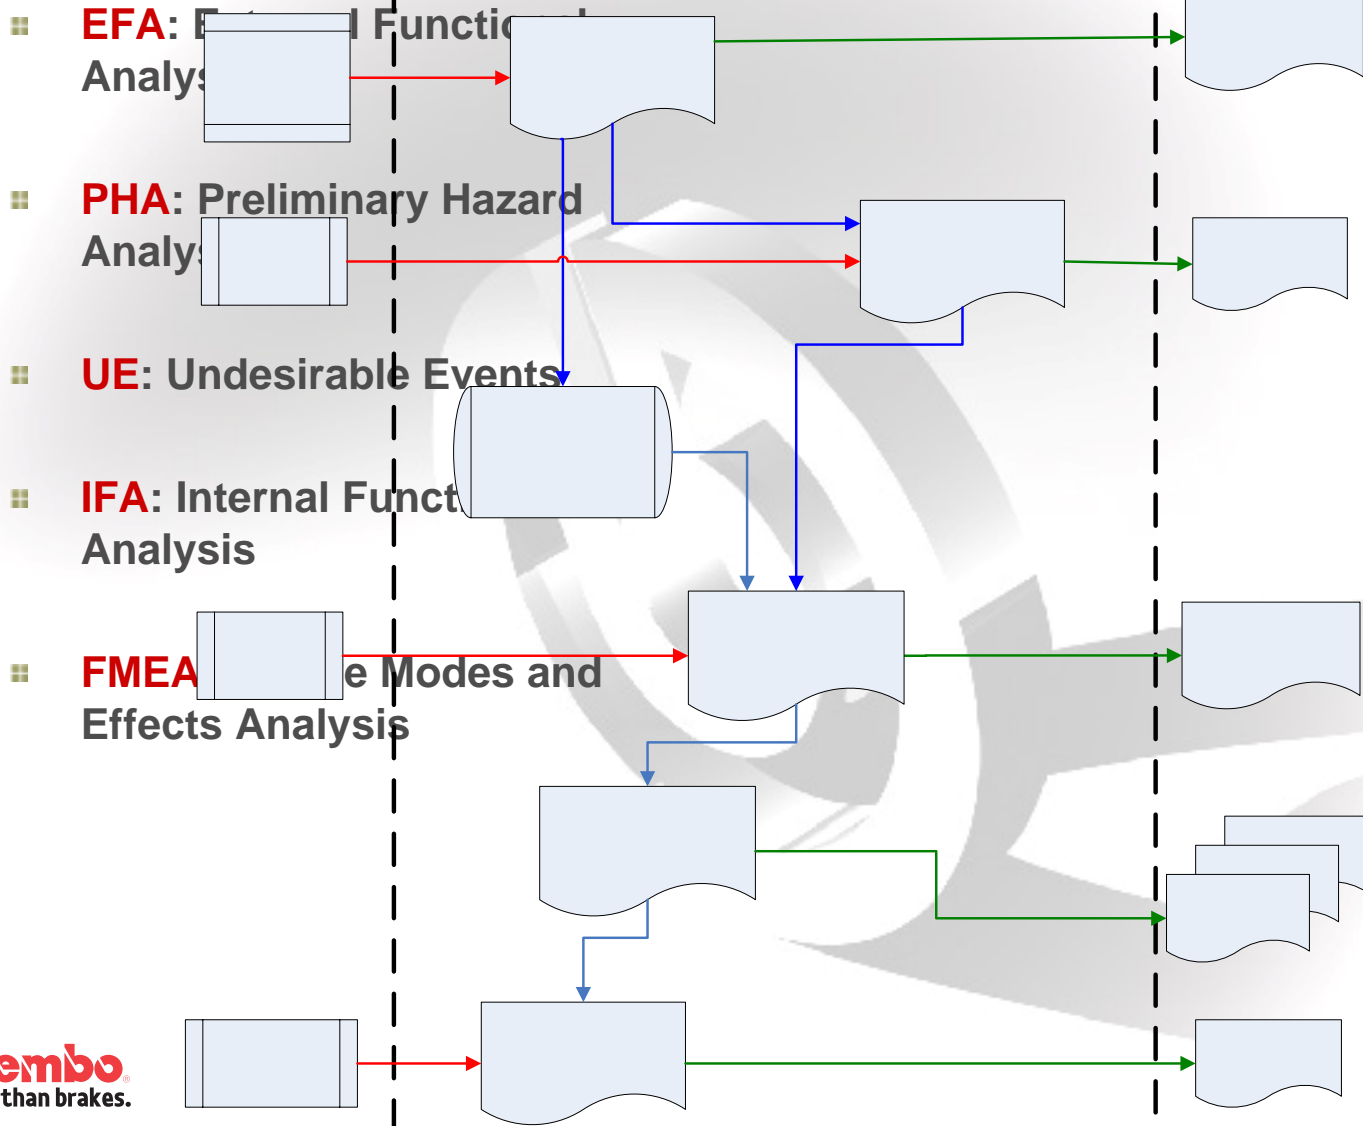 EFA: l Functional
Analys
PHA: Preliminary Hazard
Analys
UE: Undesirable Events
IFA: Internal Funct
Analysis
FMEA e Modes and
Effects Analysis
embo
than brakes.